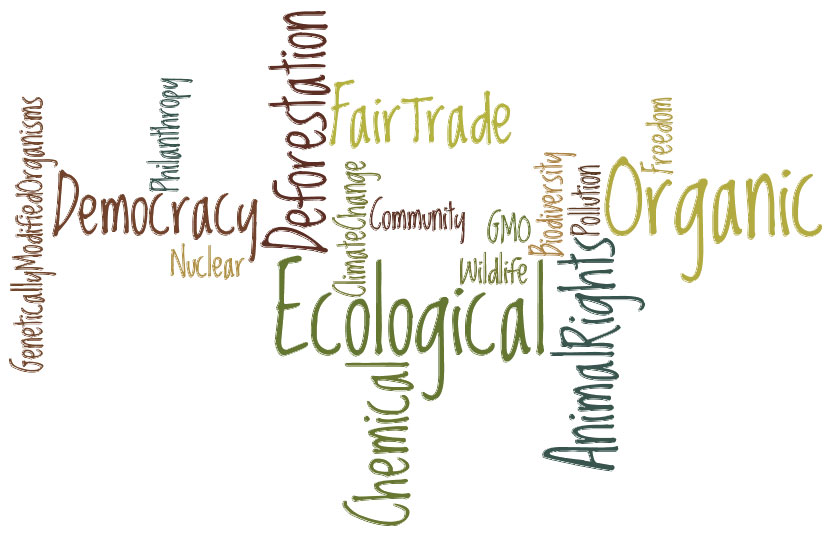 GeneticallyModifiedOrganisms
Philanthropy
Democracy
Nuclear
Deforestation
FairTrade
ClimateChange
Community
GMO
Wildlife
Biodiversity
Pollution
Freedom
Organic
Ecological
AnimalRights
Chemical